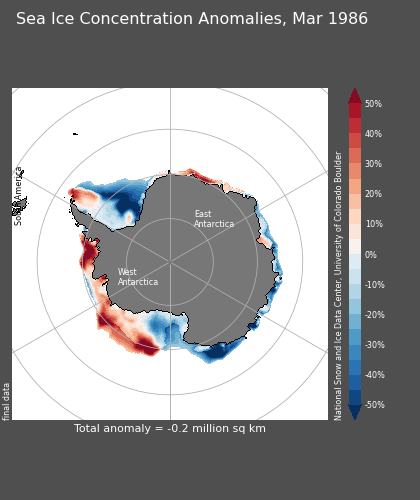 Sea Ice Concentration Anomalies, Mar 1986
South America
East
Antarctica
West
Antarctica
50%
40%
30%
20%
10%
0%
-10%
-20%
-30%
-40%
-50%
National Snow and Ice Data Center, University of Colorado Boulder
final data
Total anomaly = -0.2 million sq km